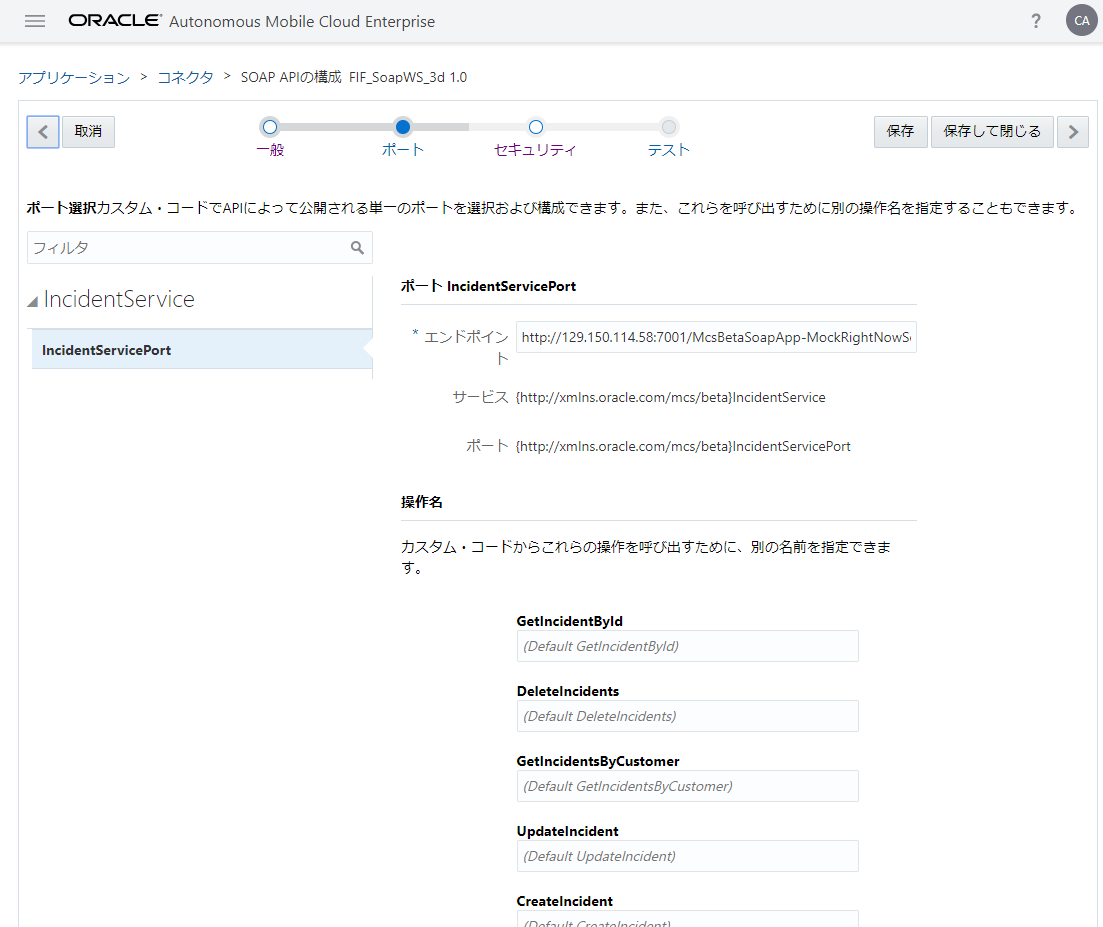 ORACLE® Autonomous Mobile Cloud Enterprise
? CA
アプリケーション > コネクタ > SOAP APIの構成 FIF_SoapWS_3d 1.0
取消
一般
ポート
セキュリティ
テスト
保存
保存して閉じる
ポート選択カスタム・コードでAPIによって公開される単一のポートを選択および構成できます。また、これらを呼び出すために別の操作名を指定することもできます。
フィルタ
IncidentService
IncidentServicePort
ポート IncidentServicePort
* エンドポイン
ト
http://129.150.114.58:7001/McsBetaSoapApp-MockRightNowS
サービス {http://xmlns.oracle.com/mcs/beta}IncidentService
ポート {http://xmlns.oracle.com/mcs/beta}IncidentServicePort
操作名
カスタム・コードからこれらの操作を呼び出すために、別の名前を指定できま
す。
GetIncidentById
(Default GetIncidentById)
DeleteIncidents
(Default DeleteIncidents)
GetIncidentsByCustomer
(Default GetIncidentsByCustomer)
UpdateIncident
(Default UpdateIncident)
CreateIncident
(Default CreateIncident)